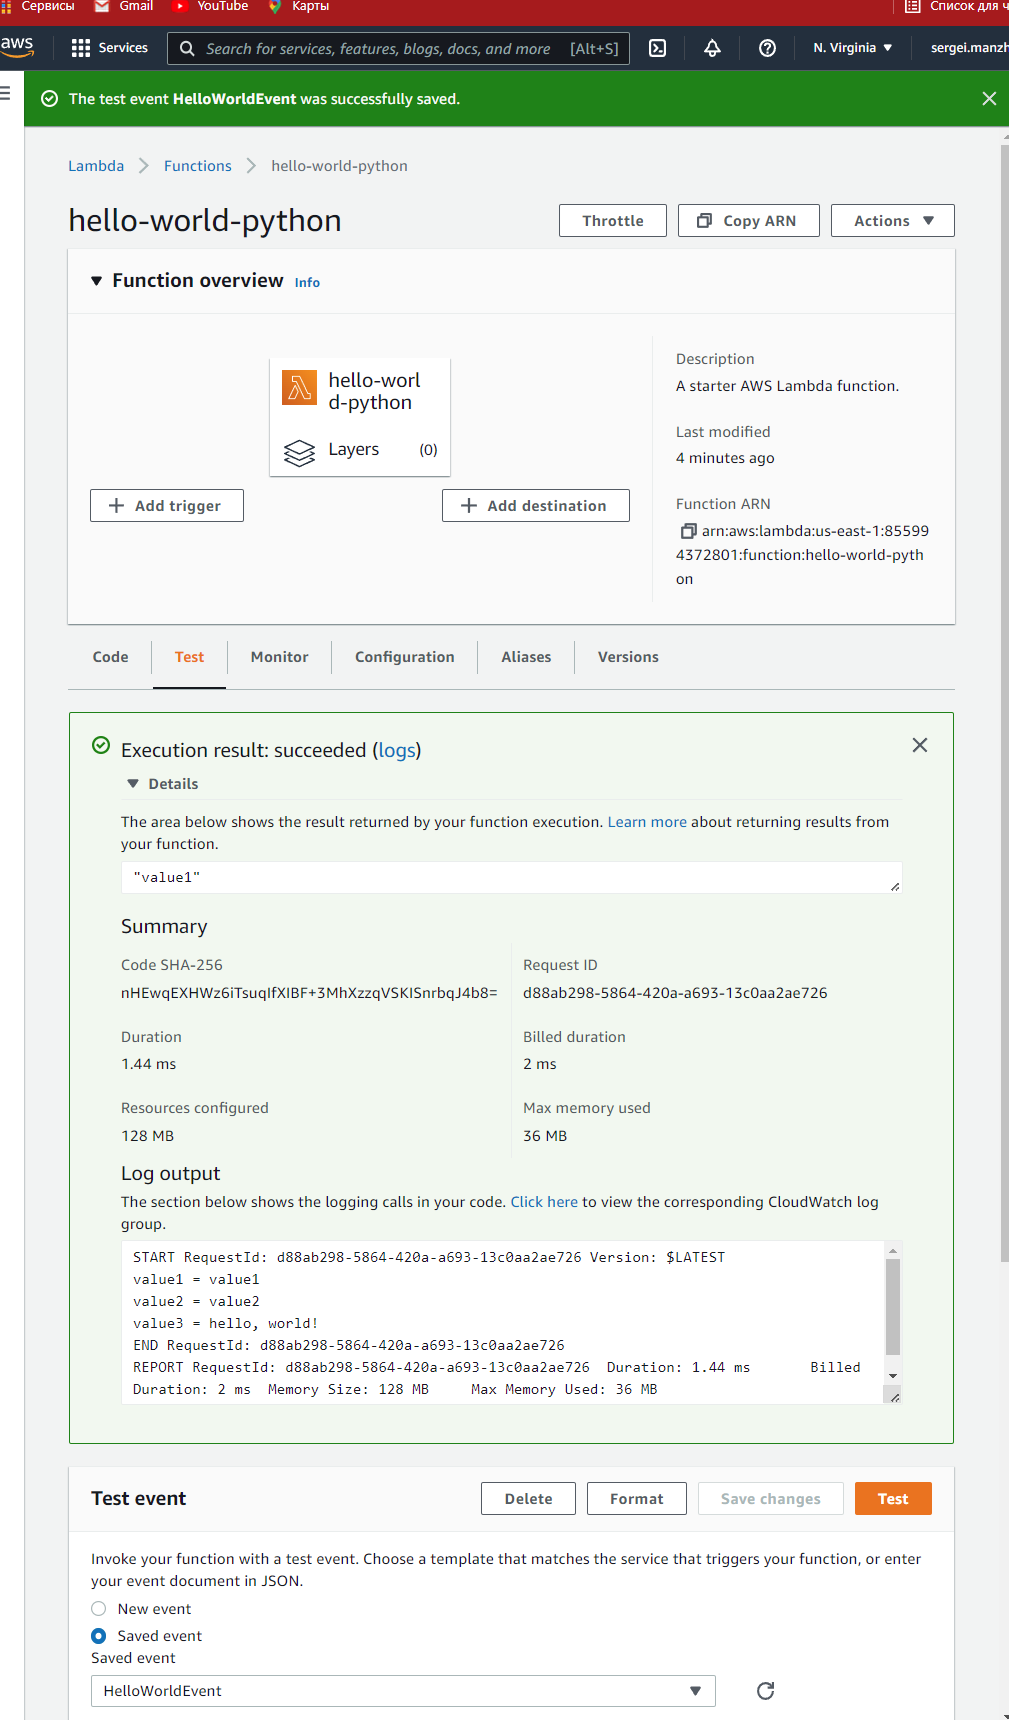 Сервисы Gmail YouTube Карты Список для ч
aws Services Search for services, features, blogs, docs, and more [Alt+S] N. Virginia ▼ sergei.manzh
The test event HelloWorldEvent was successfully saved.
Lambda > Functions > hello-world-python
hello-world-python
Throttle Copy ARN Actions ▼
▼ Function overview Info
hello-worl
d-python
Layers (0)
+ Add trigger
+ Add destination
Description
A starter AWS Lambda function.
Last modified
4 minutes ago
Function ARN
arn:aws:lambda:us-east-1:85599
4372801:function:hello-world-pyth
on
Code Test Monitor Configuration Aliases Versions
Execution result: succeeded (logs)
▼ Details
The area below shows the result returned by your function execution. Learn more about returning results from
your function.
"value1"
Summary
Code SHA-256
nHEwqEXHWz6iTsuqIfXIBF+3MhXzzqVSKISnrbqJ4b8=
Request ID
d88ab298-5864-420a-a693-13c0aa2ae726
Duration
1.44 ms
Billed duration
2 ms
Resources configured
128 MB
Max memory used
36 MB
Log output
The section below shows the logging calls in your code. Click here to view the corresponding CloudWatch log
group.
START RequestId: d88ab298-5864-420a-a693-13c0aa2ae726 Version: $LATEST
value1 = value1
value2 = value2
value3 = hello, world!
END RequestId: d88ab298-5864-420a-a693-13c0aa2ae726
REPORT RequestId: d88ab298-5864-420a-a693-13c0aa2ae726 Duration: 1.44 ms Billed
Duration: 2 ms Memory Size: 128 MB Max Memory Used: 36 MB
Test event
Delete Format Save changes Test
Invoke your function with a test event. Choose a template that matches the service that triggers your function, or enter
your event document in JSON.
New event
Saved event
Saved event
HelloWorldEvent ▼